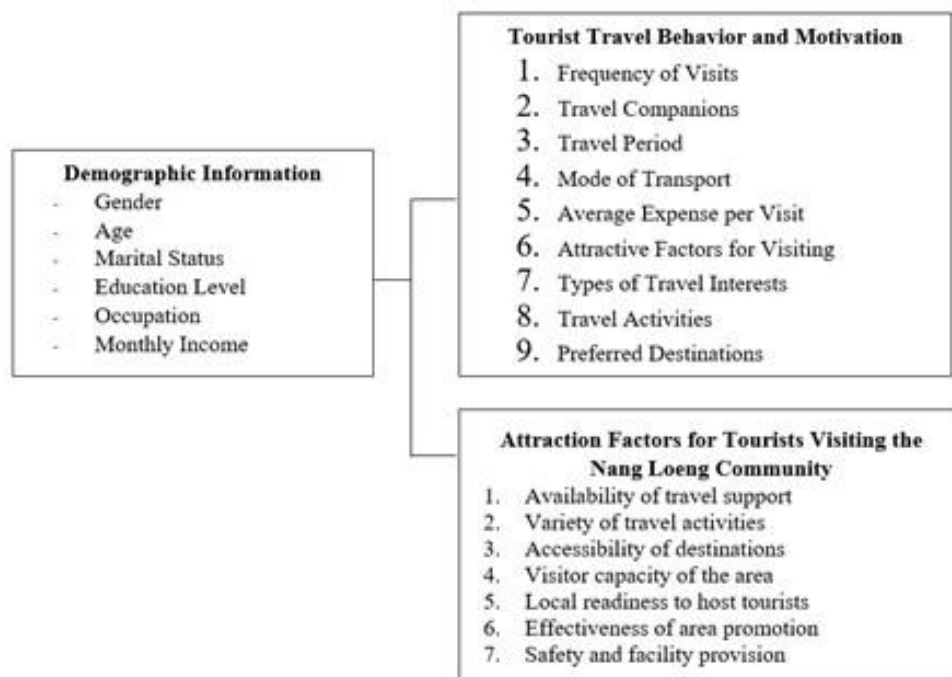 Demographic Information
- Gender
- Age
- Marital Status
- Education Level
- Occupation
- Monthly Income
Tourist Travel Behavior and Motivation
1. Frequency of Visits
2. Travel Companions
3. Travel Period
4. Mode of Transport
5. Average Expense per Visit
6. Attractive Factors for Visiting
7. Types of Travel Interests
8. Travel Activities
9. Preferred Destinations
Attraction Factors for Tourists Visiting the
Nang Loeng Community
1. Availability of travel support
2. Variety of travel activities
3. Accessibility of destinations
4. Visitor capacity of the area
5. Local readiness to host tourists
6. Effectiveness of area promotion
7. Safety and facility provision